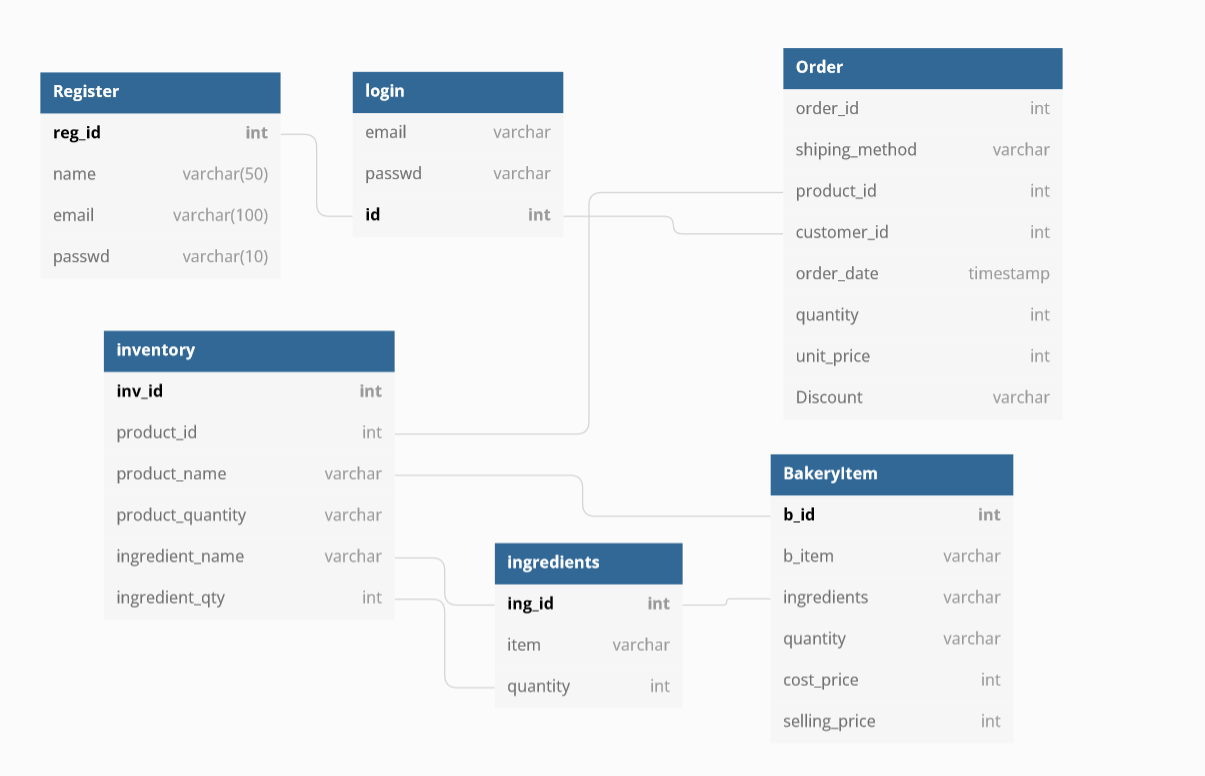 Register
reg_id int
name varchar(50)
email varchar(100)
passwd varchar(10)
login
email varchar
passwd varchar
id int
Order
order_id int
shiping_method varchar
product_id int
customer_id int
order_date timestamp
quantity int
unit_price int
Discount varchar
inventory
inv_id int
product_id int
product_name varchar
product_quantity varchar
ingredient_name varchar
ingredient_qty int
ingredients
ing_id int
item varchar
quantity int
BakeryItem
b_id int
b_item varchar
ingredients varchar
quantity varchar
cost_price int
selling_price int